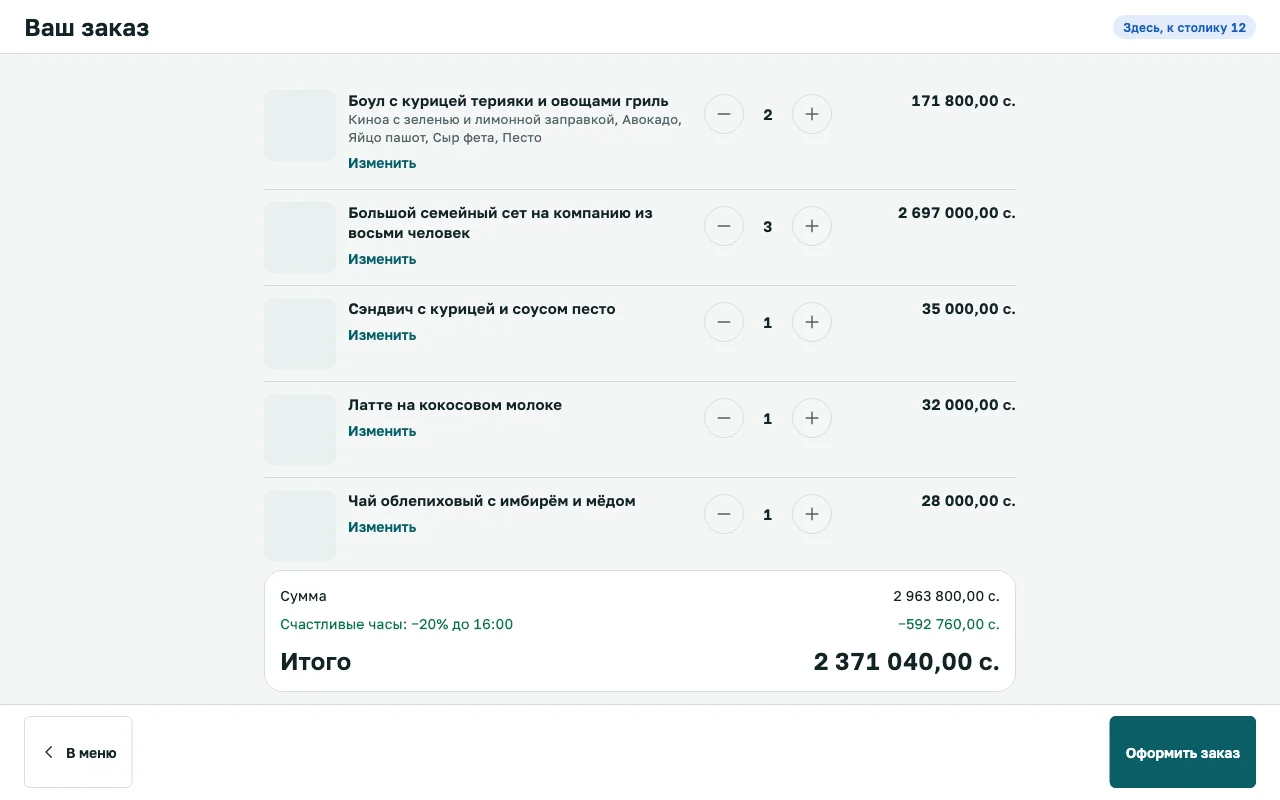 Ваш заказ
Здесь, к столику 12
Боул с курицей терияки и овощами гриль
Киноа с зеленью и лимонной заправкой, Авокадо,
Яйцо пашот, Сыр фета, Песто
Изменить
2
171 800,00 с.
Большой семейный сет на компанию из
восьми человек
Изменить
3
2 697 000,00 с.
Сэндвич с курицей и соусом песто
Изменить
1
35 000,00 с.
Латте на кокосовом молоке
Изменить
1
32 000,00 с.
Чай облепиховый с имбирём и мёдом
Изменить
1
28 000,00 с.
Сумма
2 963 800,00 с.
Счастливые часы: −20% до 16:00
−592 760,00 с.
Итого
2 371 040,00 с.
В меню
Оформить заказ